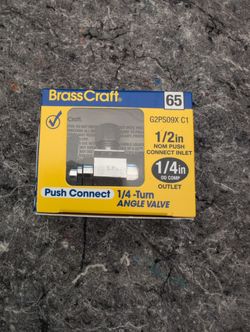 BrassCraft®
65
G2PS09X C1
1/2in
NOM PUSH
CONNECT INLET
1/4in
OD COMP
OUTLET
Push Connect
1/4 -Turn
ANGLE VALVE